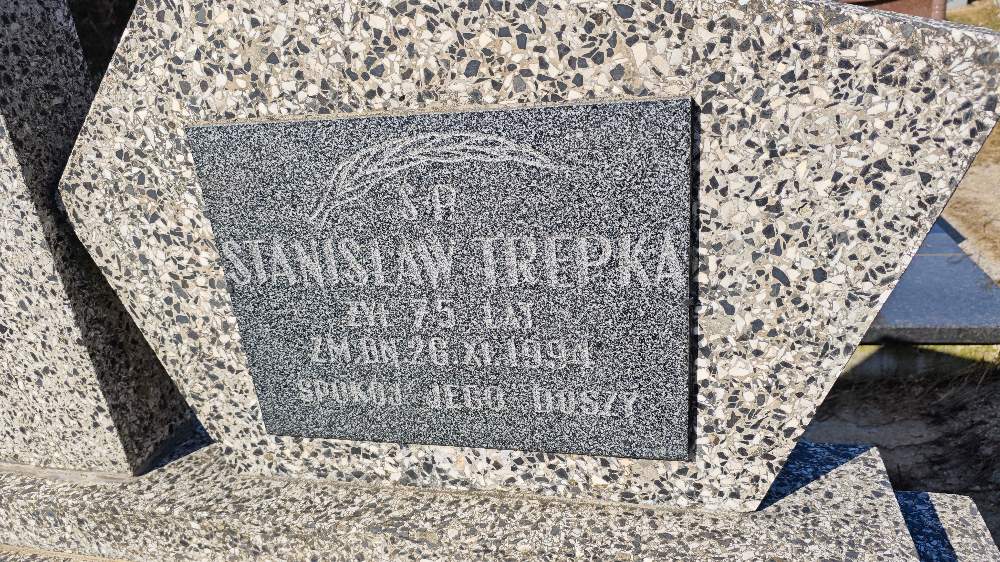 Ś.P.
STANISŁAW TREPKA
ŻYŁ 75 LAT
ZM. DN. 26 XI. 1994
SPOKÓJ JEGO DUSZY